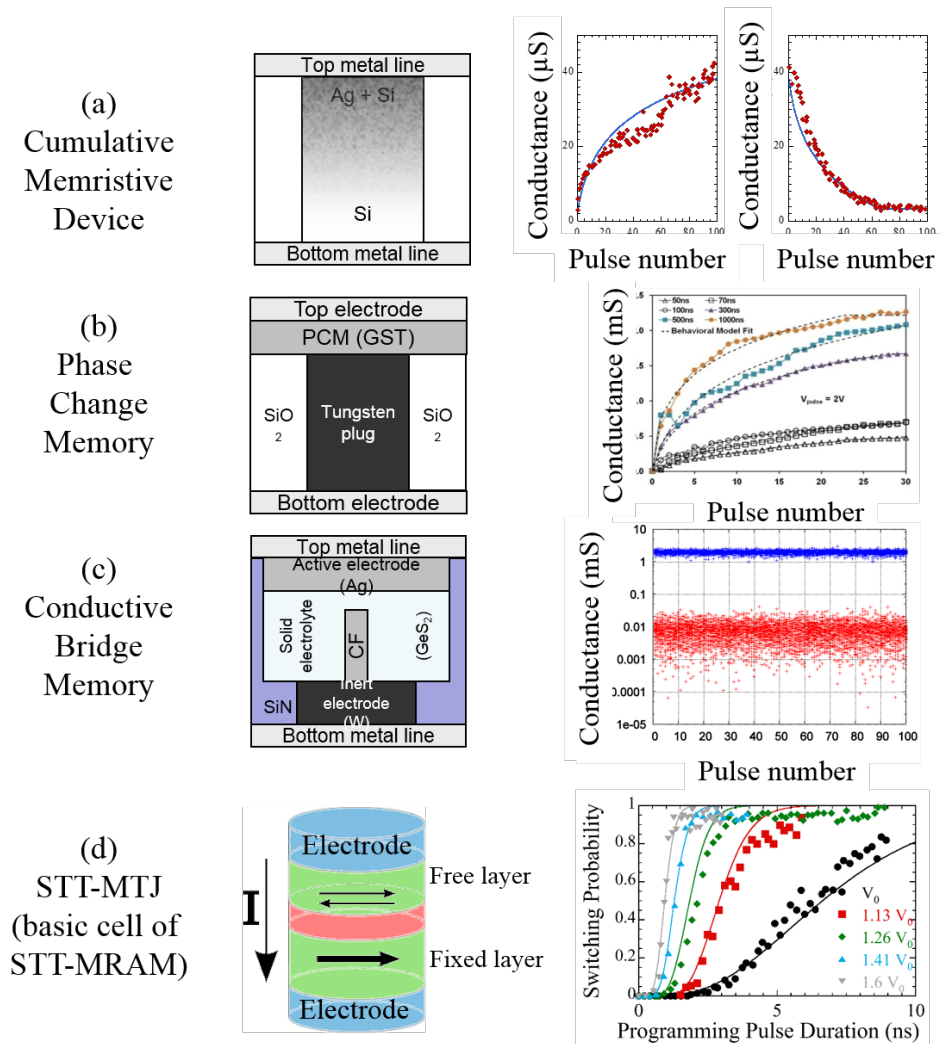 (a)
Cumulative
Memristive
Device
Top metal line
Ag + Si
Si
Bottom metal line
Conductance (µS)
40
20
0
0 20 40 60 80 100
Pulse number
Conductance (µS)
40
20
0
0 20 40 60 80 100
Pulse number
(b)
Phase
Change
Memory
Top electrode
PCM (GST)
SiO
2
Tungsten
plug
SiO
2
Bottom electrode
Conductance (mS)
50ns 70ns
100ns 300ns
500ns 1000ns
Behavioral Model Fit
Vpulse = 2V
.5
.0
.5
.0
.5
0 5 10 15 20 25 30
Pulse number
(c)
Conductive
Bridge
Memory
Top metal line
Active electrode
(Ag)
Solid
electrolyte
CF
(GeS2)
SiN
Inert
electrode
(W)
Bottom metal line
Conductance (mS)
10
1
0.1
0.01
0.001
0.0001
1e-05
0 10 20 30 40 50 60 70 80 90 100
Pulse number
(d)
STT-MTJ
(basic cell of
STT-MRAM)
I
Electrode
Free layer
Fixed layer
Electrode
Switching Probability
1
0.8
0.6
0.4
0.2
0
V0
1.13 V0
1.26 V0
1.41 V0
1.6 V0
0 5 10
Programming Pulse Duration (ns)